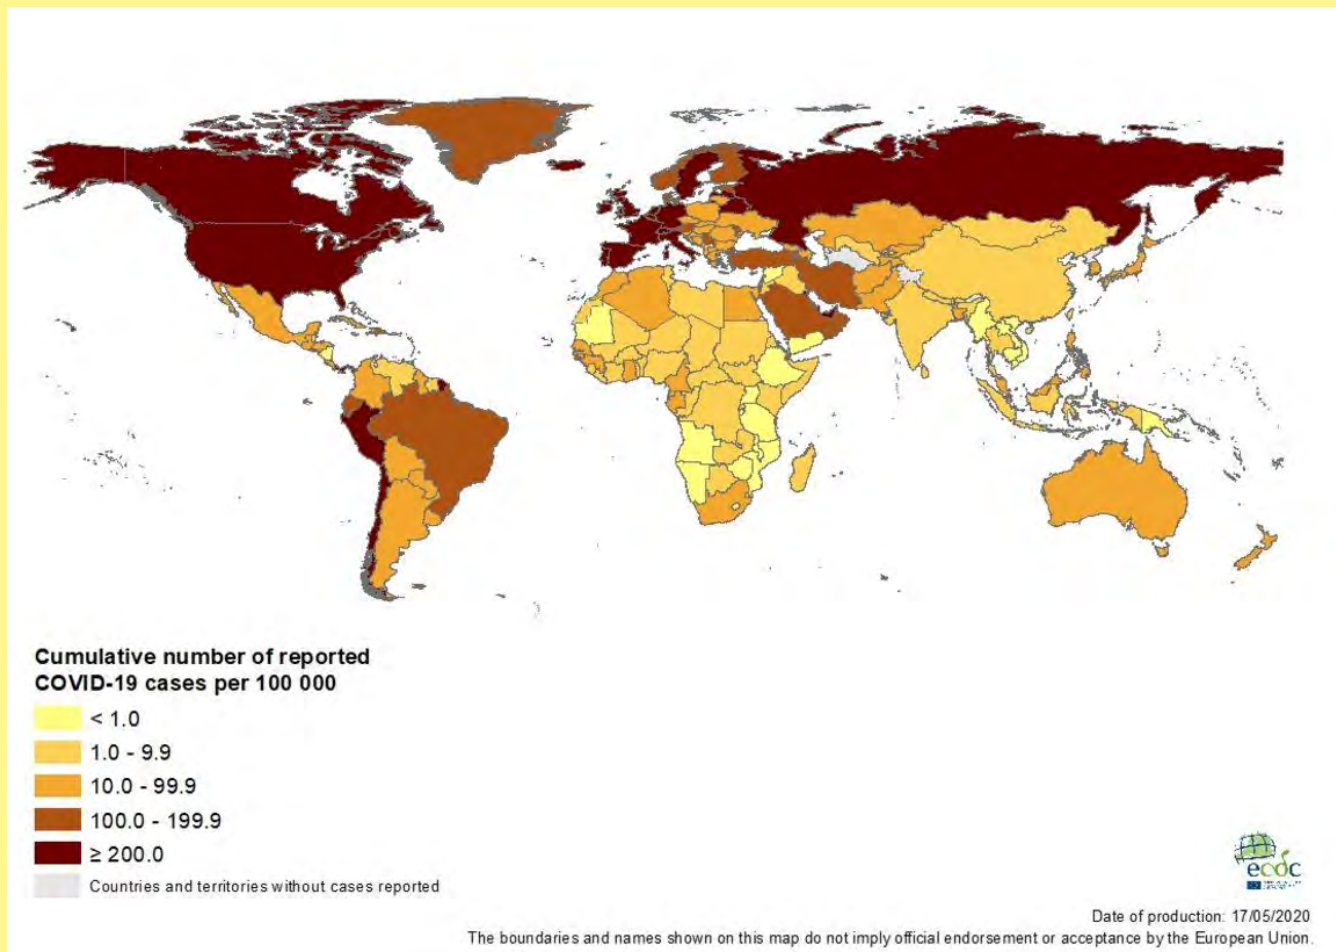 Cumulative number of reported
COVID-19 cases per 100 000
< 1.0
1.0 - 9.9
10.0 - 99.9
100.0 - 199.9
≥ 200.0
Countries and territories without cases reported
ecdc
Date of production: 17/05/2020
The boundaries and names shown on this map do not imply official endorsement or acceptance by the European Union.